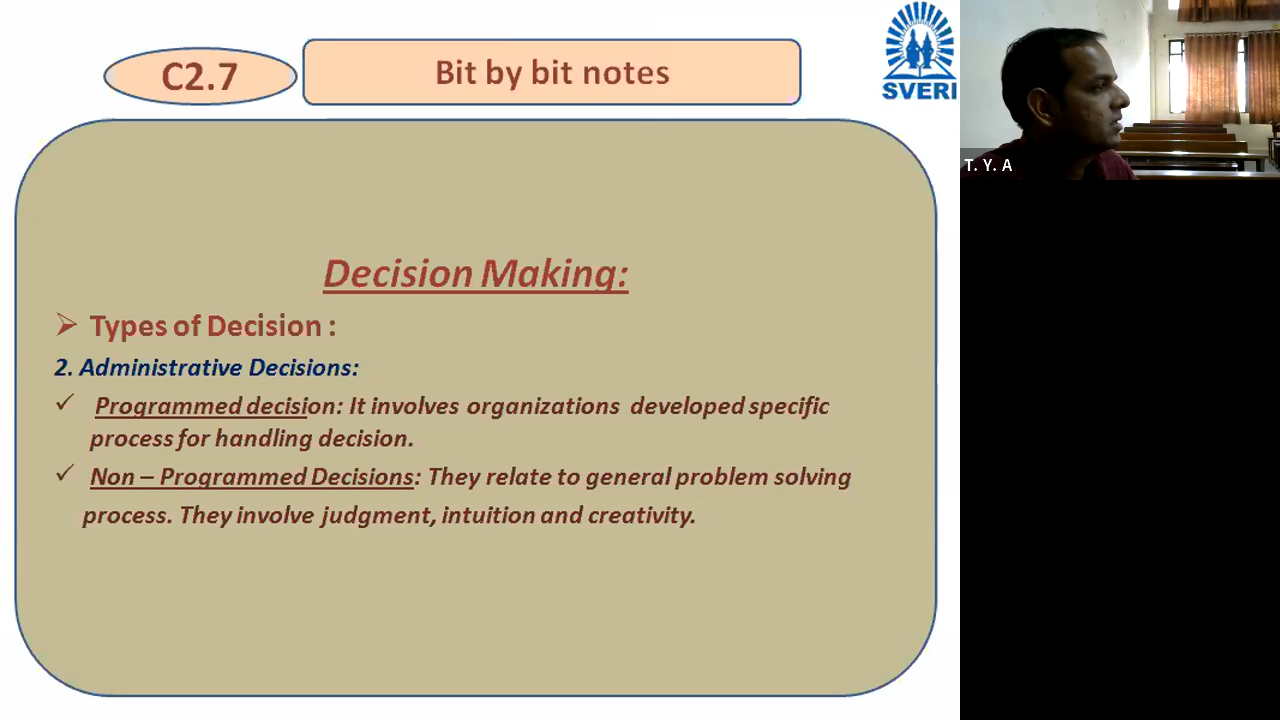 C2.7
Bit by bit notes
SVERI
T. Y. A
Decision Making:
Types of Decision :
2. Administrative Decisions:
Programmed decision: It involves organizations developed specific
process for handling decision.
Non – Programmed Decisions: They relate to general problem solving
process. They involve judgment, intuition and creativity.